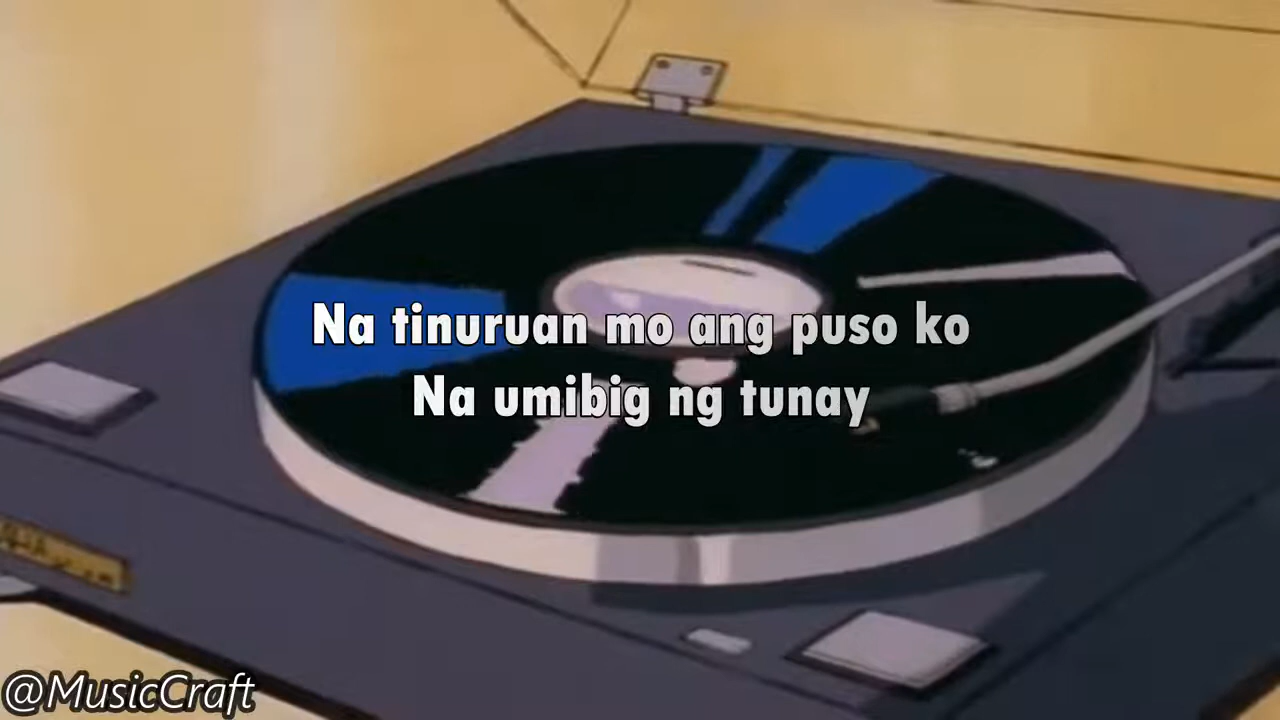 Na tinuruan mo ang puso ko
Na umibig ng tunay
@MusicCraft